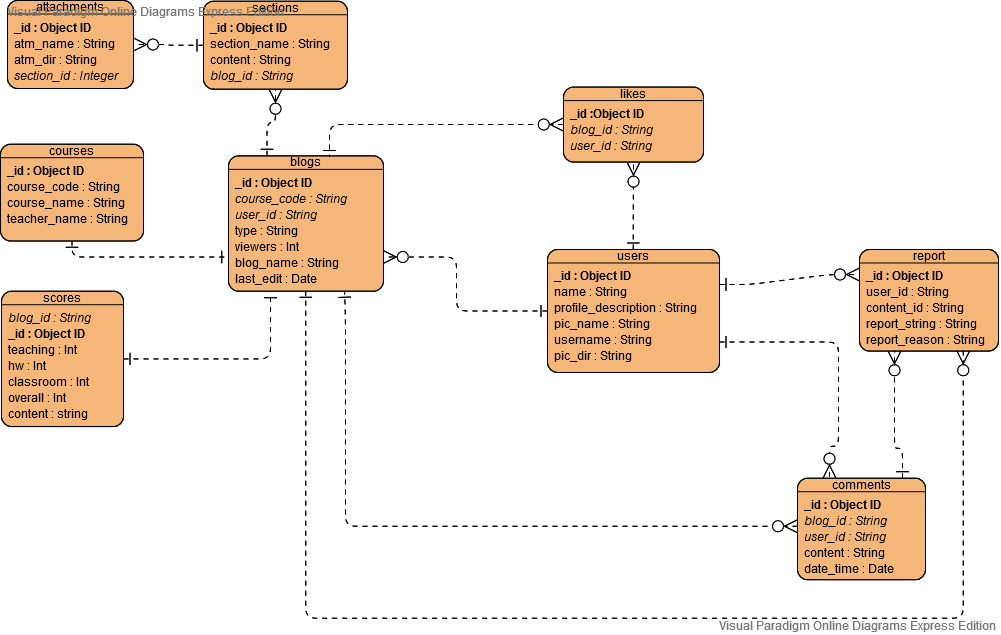 Visual Paradigm Online Diagrams Express Edition
attachments
_id : Object ID
atm_name : String
atm_dir : String
section_id : Integer
sections
_id : Object ID
section_name : String
content : String
blog_id : String
likes
_id :Object ID
blog_id : String
user_id : String
courses
_id : Object ID
course_code : String
course_name : String
teacher_name : String
blogs
_id : Object ID
course_code : String
user_id : String
type : String
viewers : Int
blog_name : String
last_edit : Date
users
_id : Object ID
name : String
profile_description : String
pic_name : String
username : String
pic_dir : String
report
_id : Object ID
user_id : String
content_id : String
report_string : String
report_reason : String
scores
blog_id : String
_id : Object ID
teaching : Int
hw : Int
classroom : Int
overall : Int
content : string
comments
_id : Object ID
blog_id : String
user_id : String
content : String
date_time : Date
Visual Paradigm Online Diagrams Express Edition